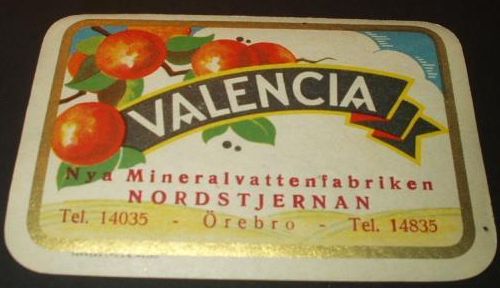 VALENCIA
Nya Mineralvattenfabriken
NORDSTJERNAN
Tel. 14035 - Örebro - Tel. 14835